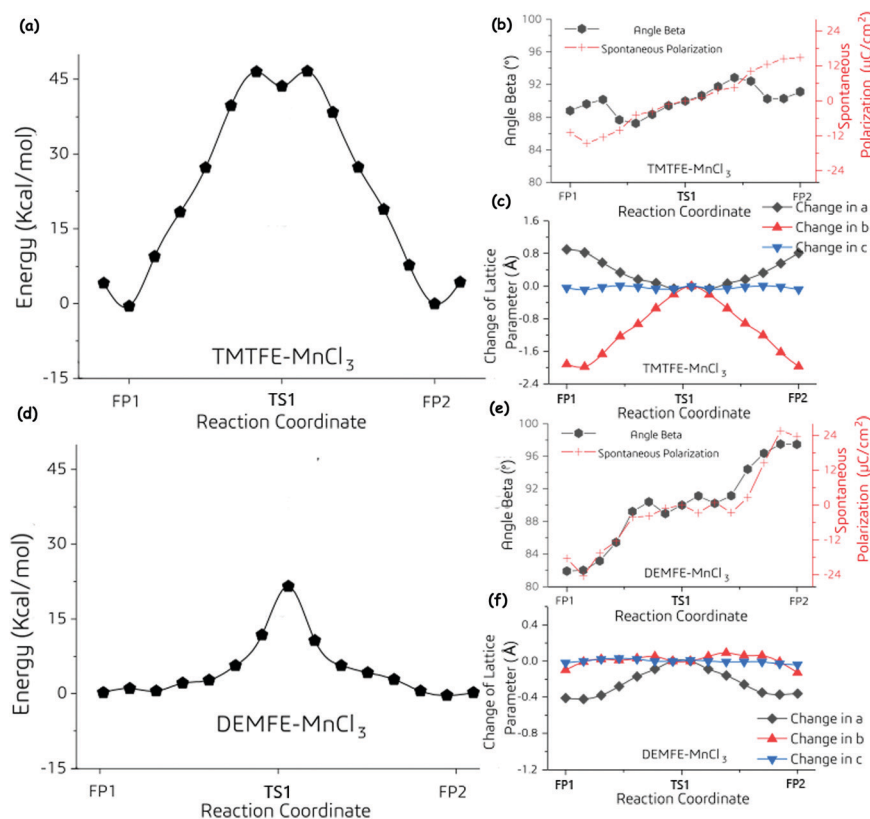 (a)
Energy (Kcal/mol)
45
30
15
0
-15
TMTFE-MnCl₃
FP1
TS1
FP2
Reaction Coordinate
(b)
Angle Beta
Spontaneous Polarization
Angle Beta (°)
100
96
92
88
84
80
24
12
0
-12
-24
Spontaneous
Polarization (μC/cm²)
TMTFE-MnCl₃
FP1
TS1
FP2
Reaction Coordinate
(c)
Change in a
Change in b
Change in c
Change of Lattice
Parameter (Å)
1.6
0.8
0.0
-0.8
-1.6
-2.4
TMTFE-MnCl₃
FP1
TS1
FP2
Reaction Coordinate
(d)
Energy (Kcal/mol)
45
30
15
0
-15
DEMFE-MnCl₃
FP1
TS1
FP2
Reaction Coordinate
(e)
Angle Beta
Spontaneous Polarization
Angle Beta (°)
100
96
92
88
84
80
24
12
0
-12
-24
Spontaneous
Polarization (μC/cm²)
DEMFE-MnCl₃
FP1
TS1
FP2
Reaction Coordinate
(f)
Change of Lattice
Parameter (Å)
0.4
0.0
-0.4
-0.8
-1.2
Change in a
Change in b
Change in c
DEMFE-MnCl₃
FP1
TS1
FP2
Reaction Coordinate